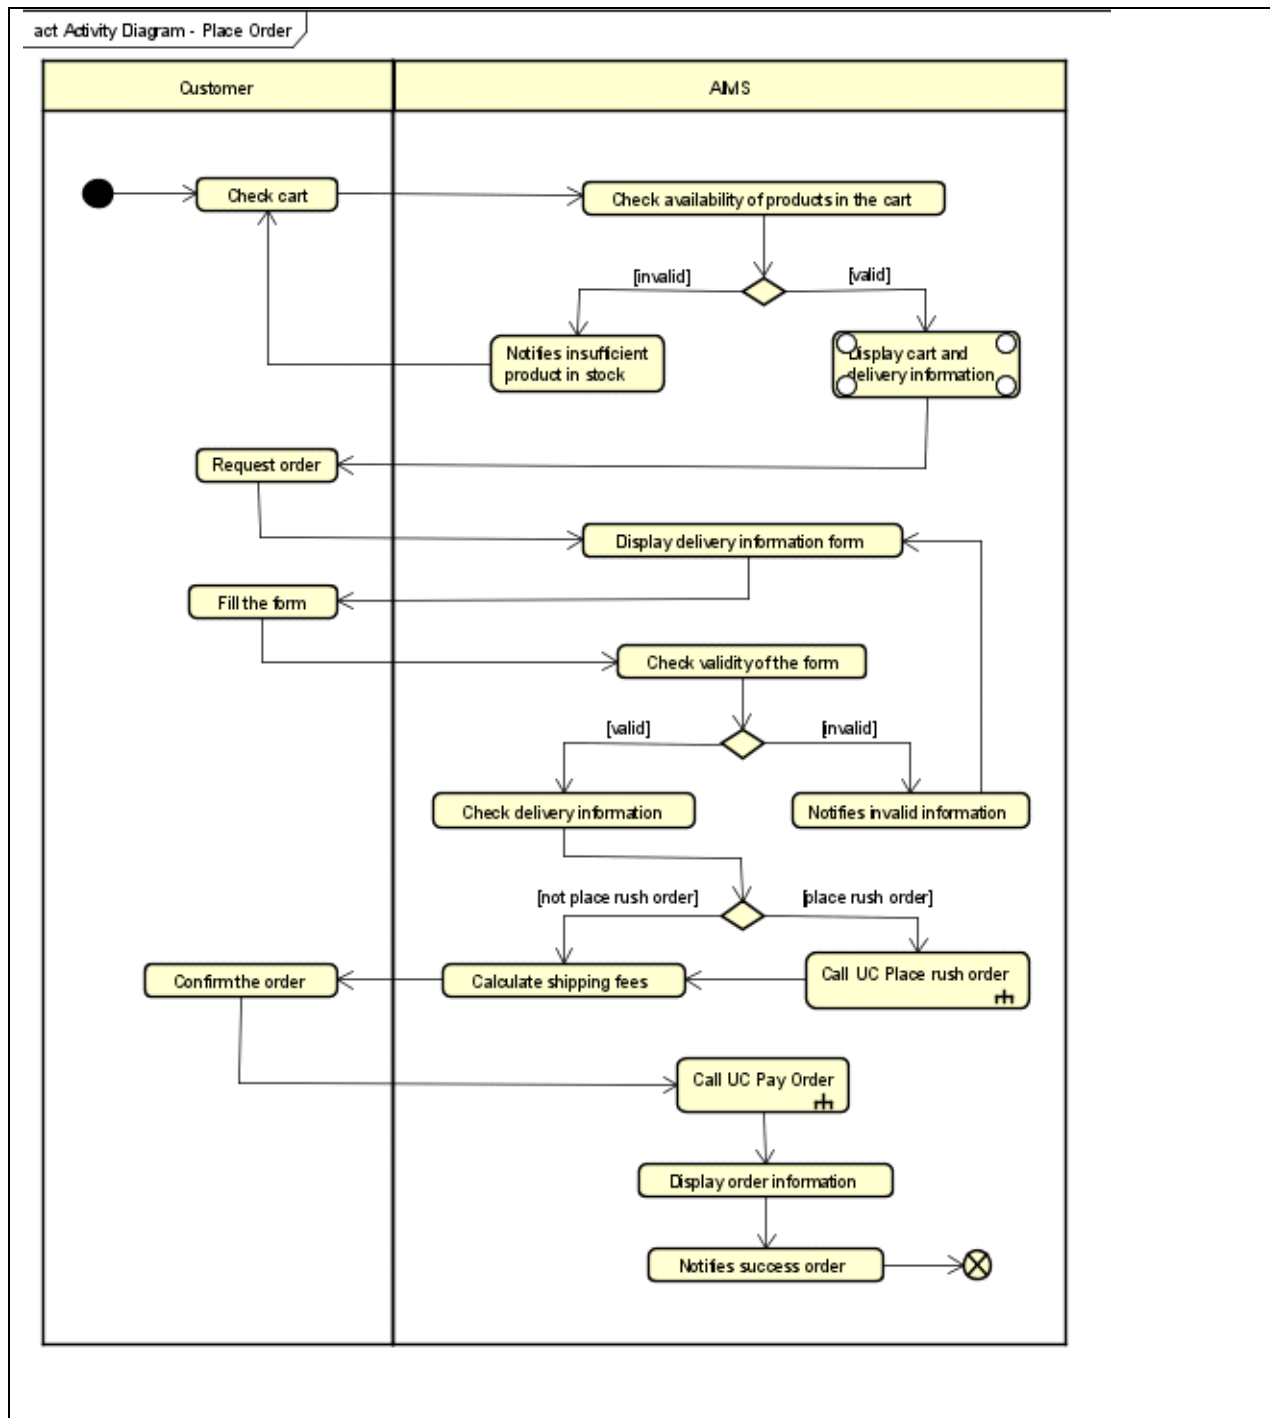 act Activity Diagram - Place Order
Customer
AIMS
Check cart
Check availability of products in the cart
[invalid]
[valid]
Notifies insufficient
product in stock
Display cart and
delivery information
Request order
Display delivery information form
Fill the form
Check validity of the form
[valid]
[invalid]
Check delivery information
Notifies invalid information
[not place rush order]
[place rush order]
Confirm the order
Calculate shipping fees
Call UC Place rush order
Call UC Pay Order
Display order information
Notifies success order